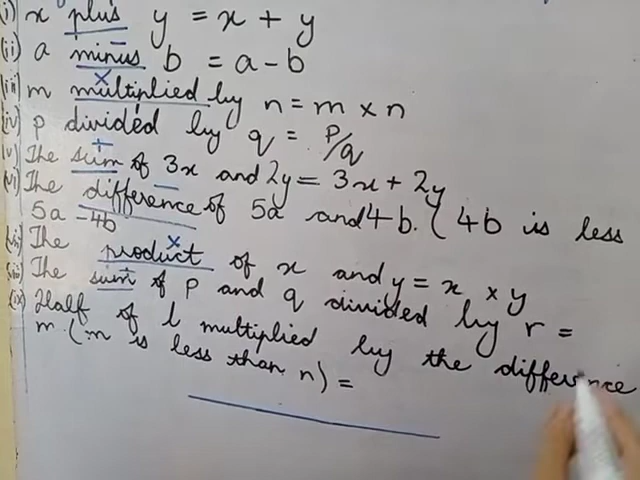 (i) x plus y = x + y
(ii) a minus b = a - b
(iii) m multiplied by n = m × n
(iv) p divided by q = p/q
(v) The sum of 3x and 2y = 3x + 2y
(vi) The difference of 5a and 4b. (4b is less
5a - 4b
(vii) The product of x and y = x × y
(viii) The sum of p and q divided by r =
(ix) Half of l multiplied by the difference
m (m is less than n) =